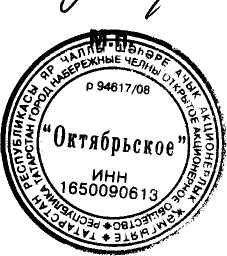 М.П.
ТАТАРСТАН РЕСПУБЛИКАСЫ ЯР ЧАЛЛЫ ШӘҺӘРЕ АЧЫК АКЦИОНЕРЛЫК ҖӘМГЫЯТЕ
РЕСПУБЛИКА ТАТАРСТАН ГОРОД НАБЕРЕЖНЫЕ ЧЕЛНЫ ОТКРЫТОЕ АКЦИОНЕРНОЕ ОБЩЕСТВО
р 94617/08
"Октябрьское"
ИНН
1650090613